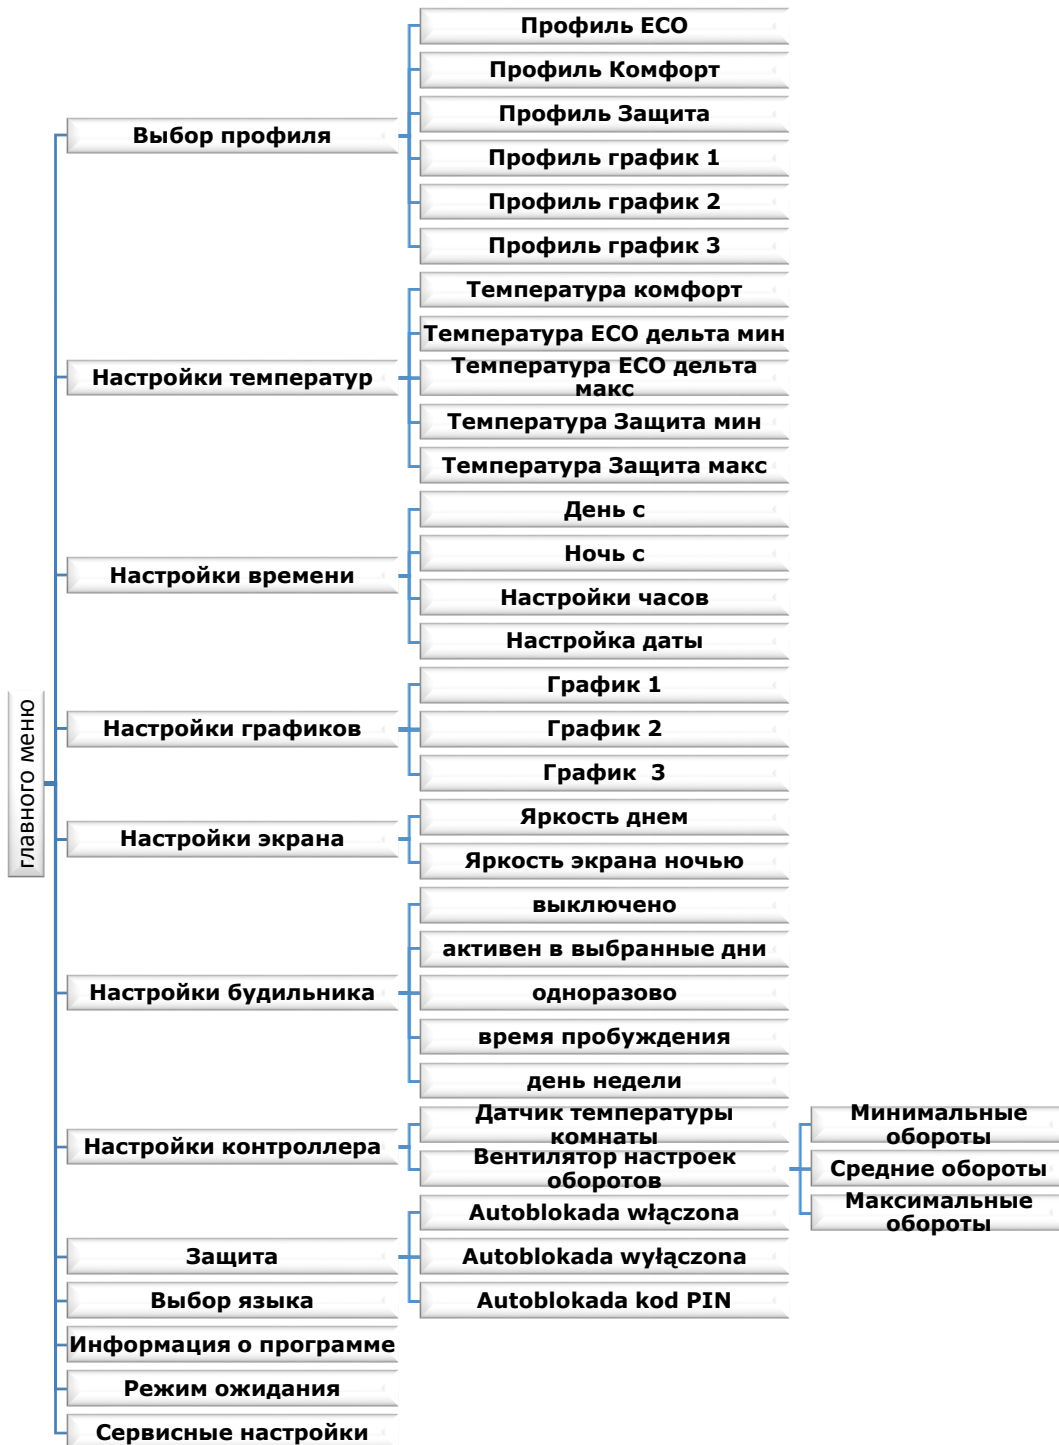 главного меню
Выбор профиля
Профиль ECO
Профиль Комфорт
Профиль Защита
Профиль график 1
Профиль график 2
Профиль график 3
Настройки температур
Температура комфорт
Температура ECO дельта мин
Температура ECO дельта
макс
Температура Защита мин
Температура Защита макс
Настройки времени
День с
Ночь с
Настройки часов
Настройка даты
Настройки графиков
График 1
График 2
График  3
Настройки экрана
Яркость днем
Яркость экрана ночью
Настройки будильника
выключено
активен в выбранные дни
одноразово
время пробуждения
день недели
Настройки контроллера
Датчик температуры
комнаты
Вентилятор настроек
оборотов
Минимальные
обороты
Средние обороты
Максимальные
обороты
Защита
Autoblokada włączona
Autoblokada wyłączona
Autoblokada kod PIN
Выбор языка
Информация о программе
Режим ожидания
Сервисные настройки